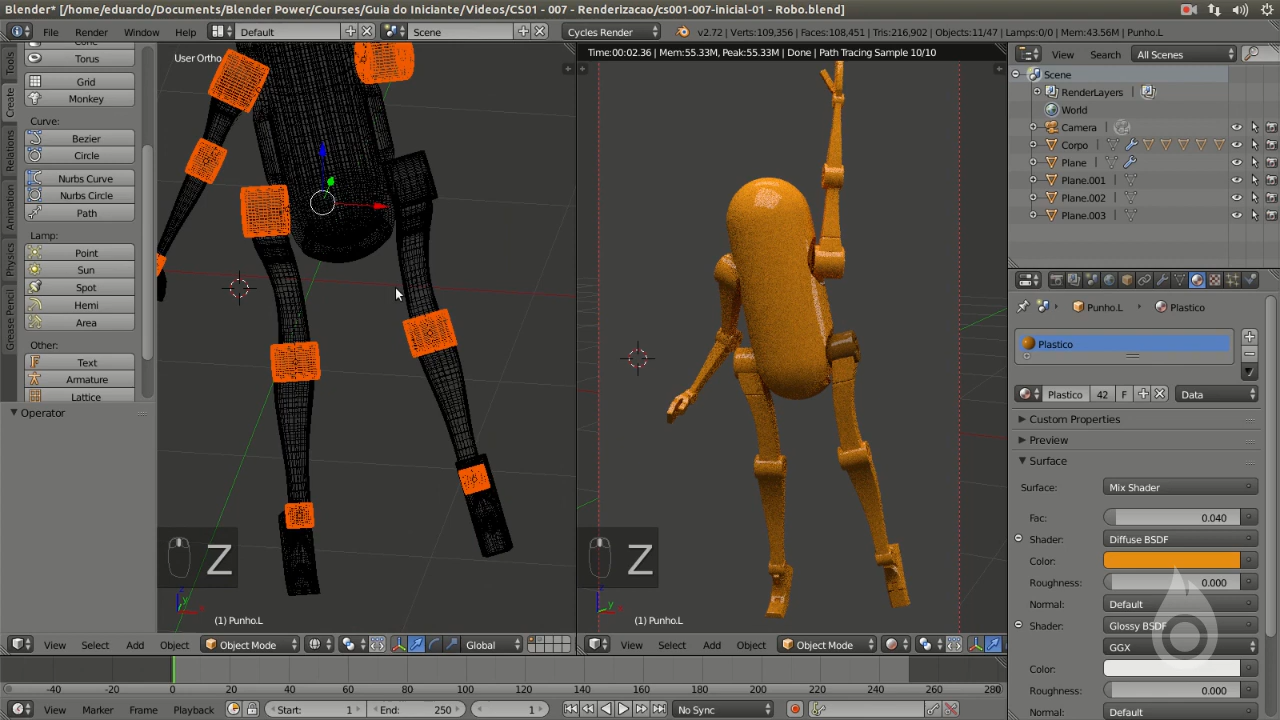 Blender* [/home/eduardo/Documents/Blender Power/Courses/Guia do Iniciante/Videos/CS01 - 007 - Renderizacao/cs001-007-inicial-01 - Robo.blend]
File Render Window Help Default Scene Cycles Render v2.72 | Verts:109,356 | Faces:108,451 | Tris:216,902 | Objects:11/47 | Lamps:0/0 | Mem:43.56M | Punho.L
Tools
Create
Relations
Animation
Physics
Grease Pencil
Torus
Grid
Monkey
Curve:
Bezier
Circle
Nurbs Curve
Nurbs Circle
Path
Lamp:
Point
Sun
Spot
Hemi
Area
Other:
Text
Armature
Lattice
Operator
User Ortho
Z
(1) Punho.L
View Select Add Object Object Mode Global
Time:00:02.36 | Mem:55.33M, Peak:55.33M | Done | Path Tracing Sample 10/10
Z
(1) Punho.L
View Select Add Object Object Mode
View Search All Scenes
Scene
RenderLayers
World
Camera
Corpo
Plane
Plane.001
Plane.002
Plane.003
Punho.L Plastico
Plastico
Plastico 42 F Data
Custom Properties
Preview
Surface
Surface: Mix Shader
Fac: 0.040
Shader: Diffuse BSDF
Color:
Roughness: 0.000
Normal: Default
Shader: Glossy BSDF
GGX
Color:
Roughness: 0.000
Normal: Default
-40 -20 0 20 40 60 80 100 120 140 160 180 200 220 240 260 280
View Marker Frame Playback Start: 1 End: 250 1 No Sync